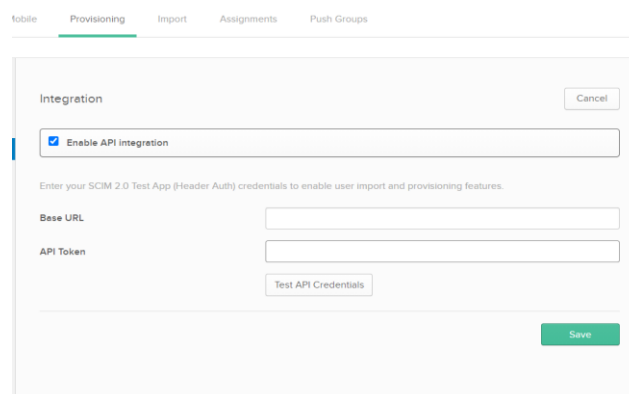 Mobile Provisioning Import Assignments Push Groups
Integration
Cancel
Enable API integration
Enter your SCIM 2.0 Test App (Header Auth) credentials to enable user import and provisioning features.
Base URL
API Token
Test API Credentials
Save